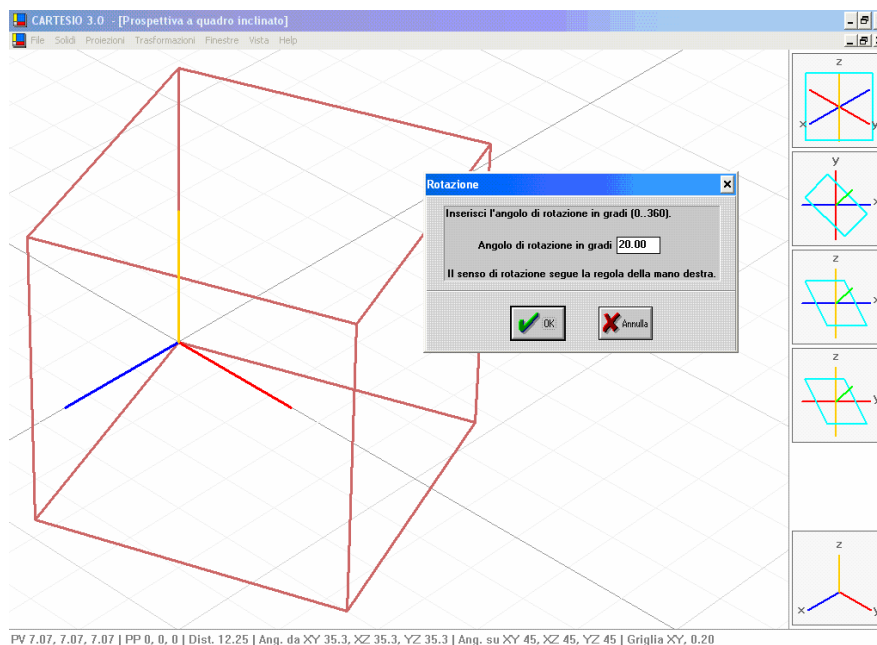 CARTESIO 3.0 - [Prospettiva a quadro inclinato]
File Solidi Proiezioni Trasformazioni Finestre Vista Help
z
x
y
y
x
Rotazione
Inserisci l'angolo di rotazione in gradi (0..360).
Angolo di rotazione in gradi 20.00
Il senso di rotazione segue la regola della mano destra.
OK
Annulla
z
x
z
y
z
x
y
PV 7.07, 7.07, 7.07 | PP 0, 0, 0 | Dist. 12.25 | Ang. da XY 35.3, XZ 35.3, YZ 35.3 | Ang. su XY 45, XZ 45, YZ 45 | Griglia XY, 0.20